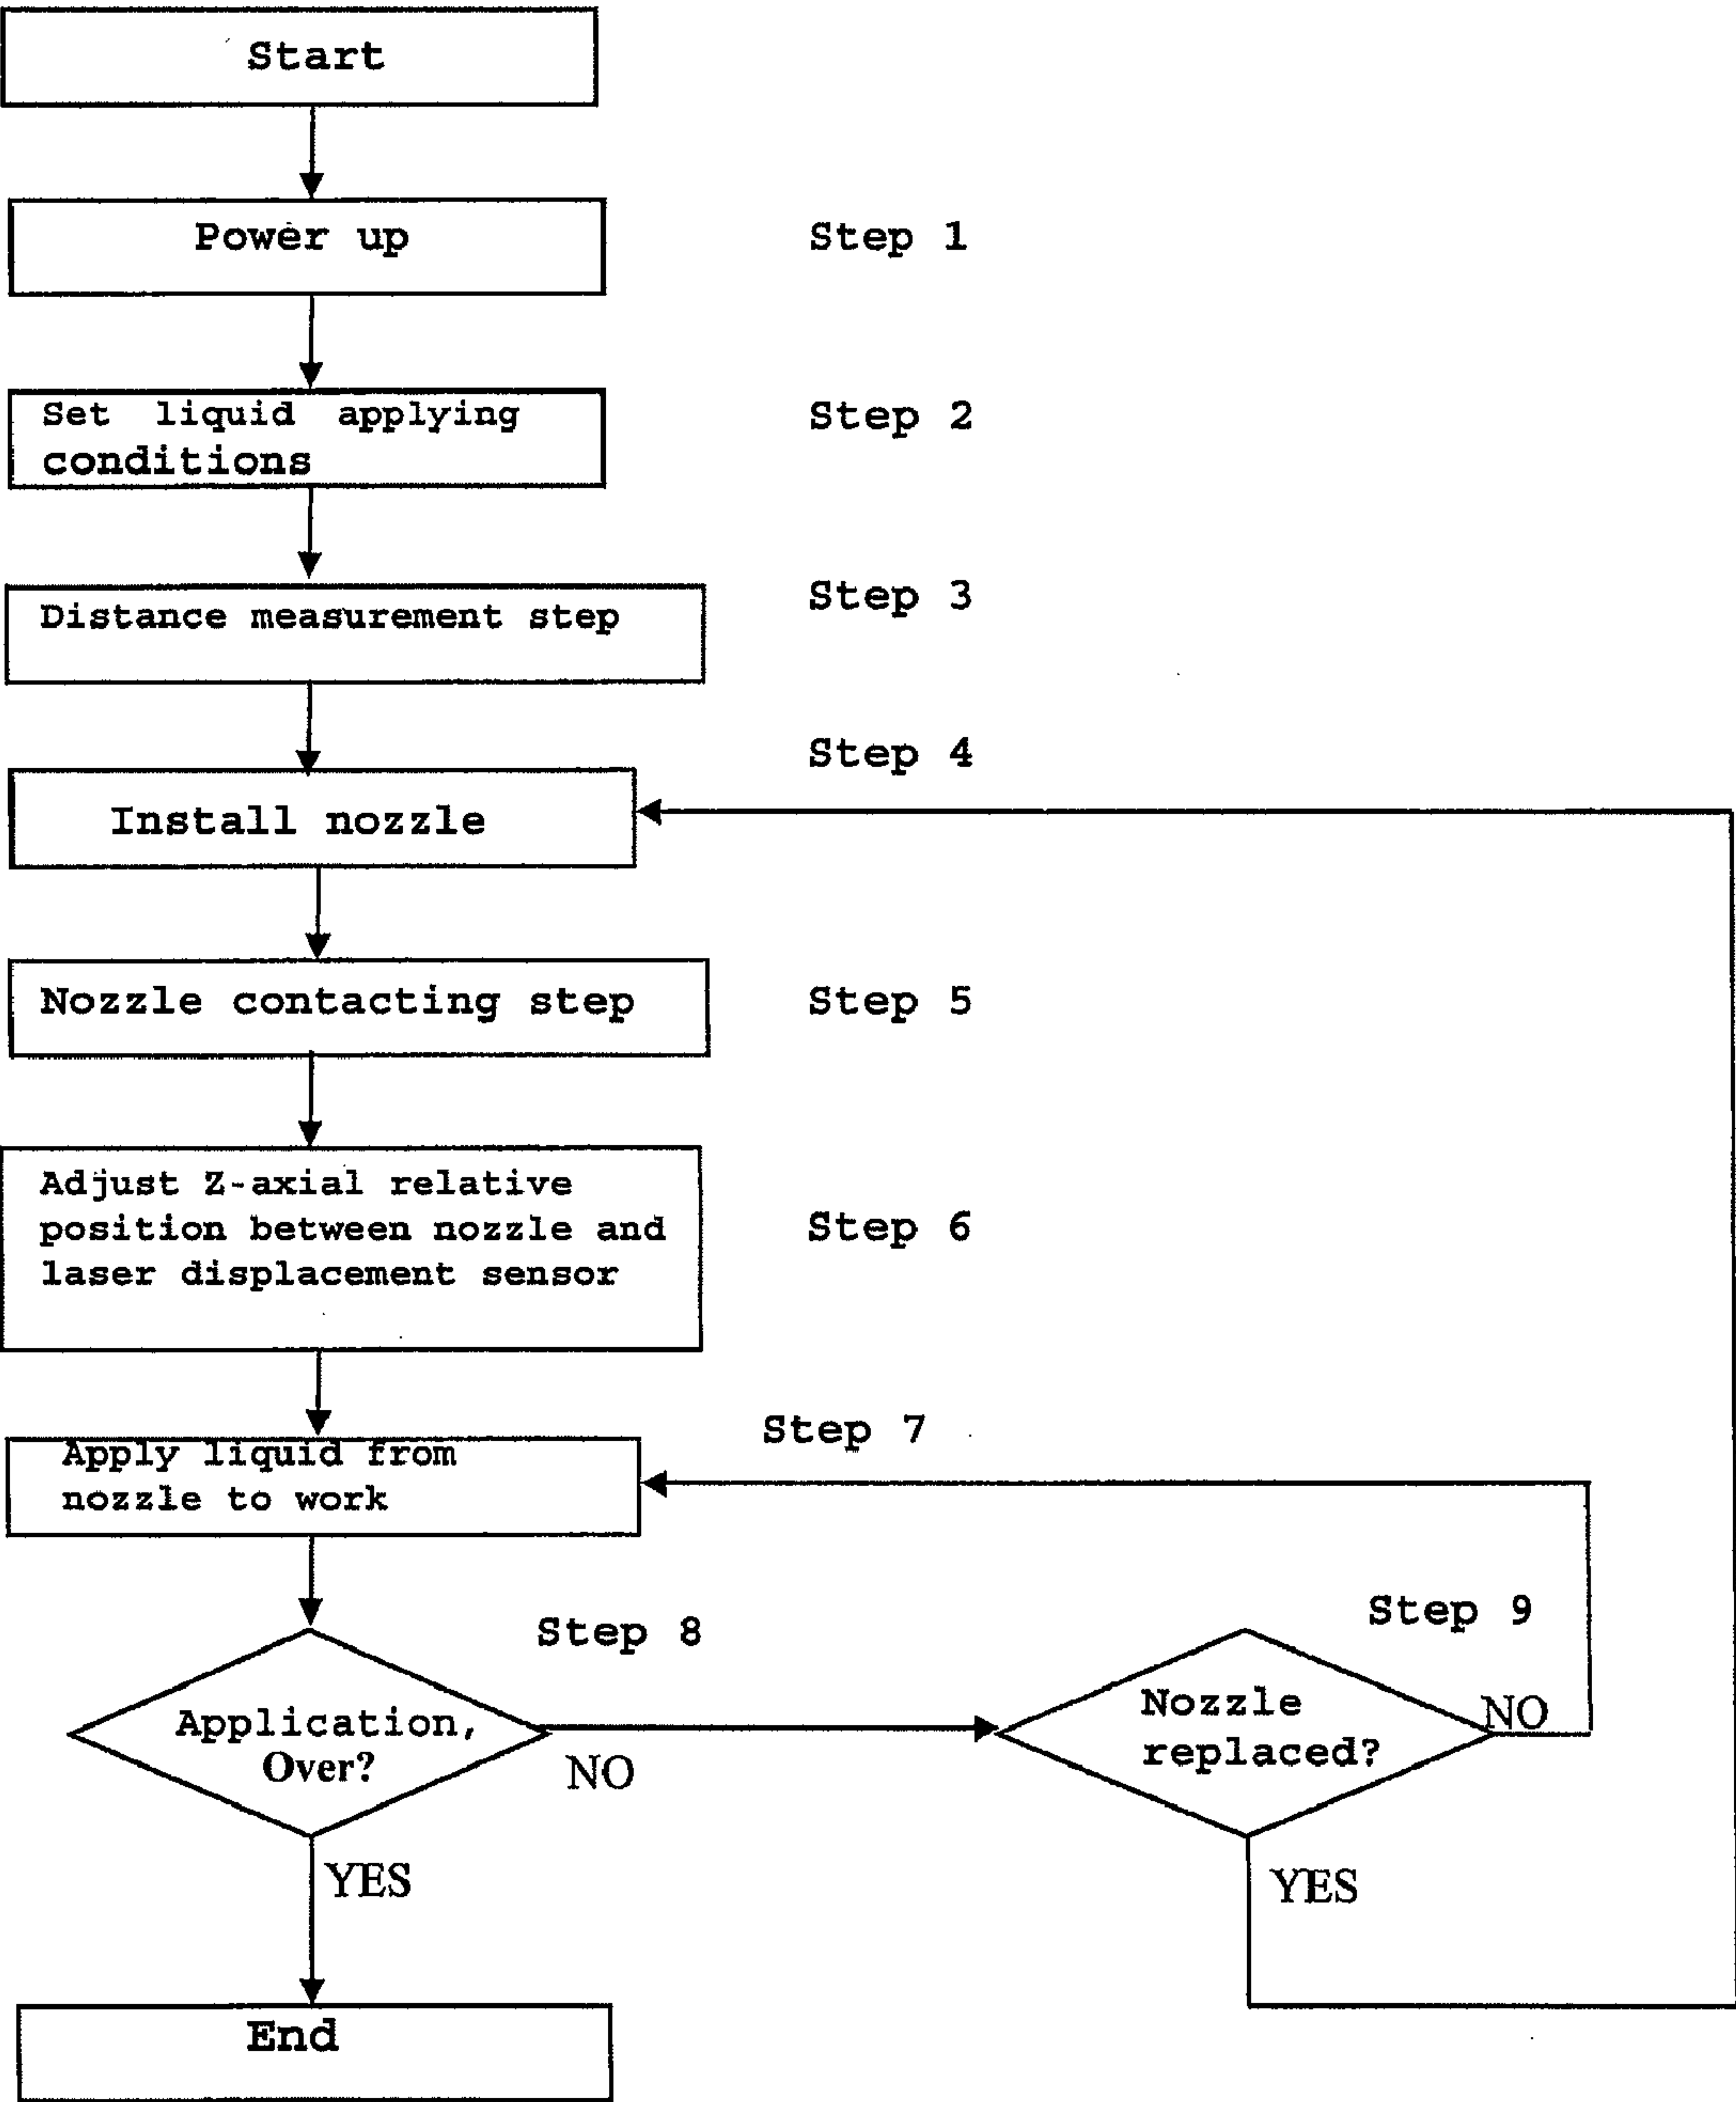 Start
Power up
Step 1
Set liquid applying
conditions
Step 2
Distance measurement step
Step 3
Step 4
Install nozzle
Nozzle contacting step
Step 5
Adjust Z-axial relative
position between nozzle and
laser displacement sensor
Step 6
Step 7
Apply liquid from
nozzle to work
Step 8
Application,
Over?
NO
YES
Step 9
Nozzle
replaced?
NO
YES
End